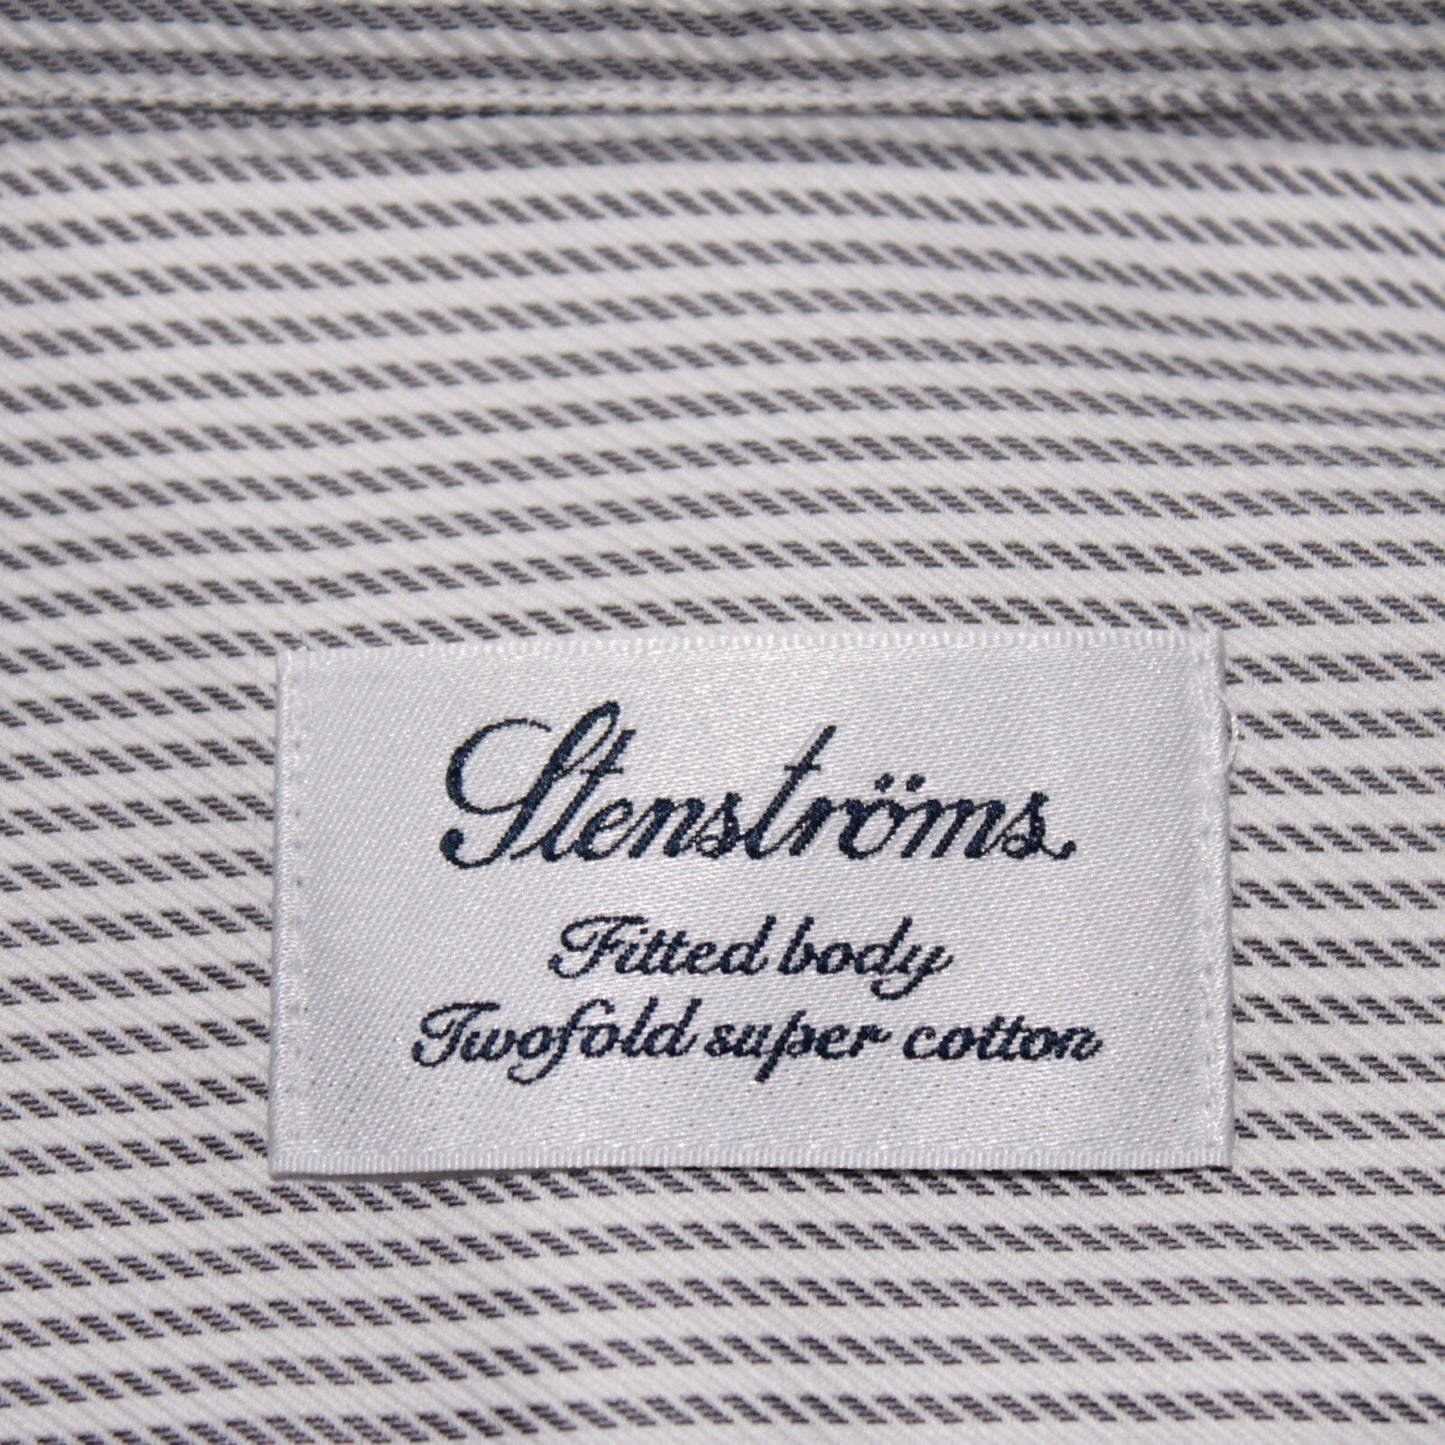 Stenströms
Fitted body
Twofold super cotton